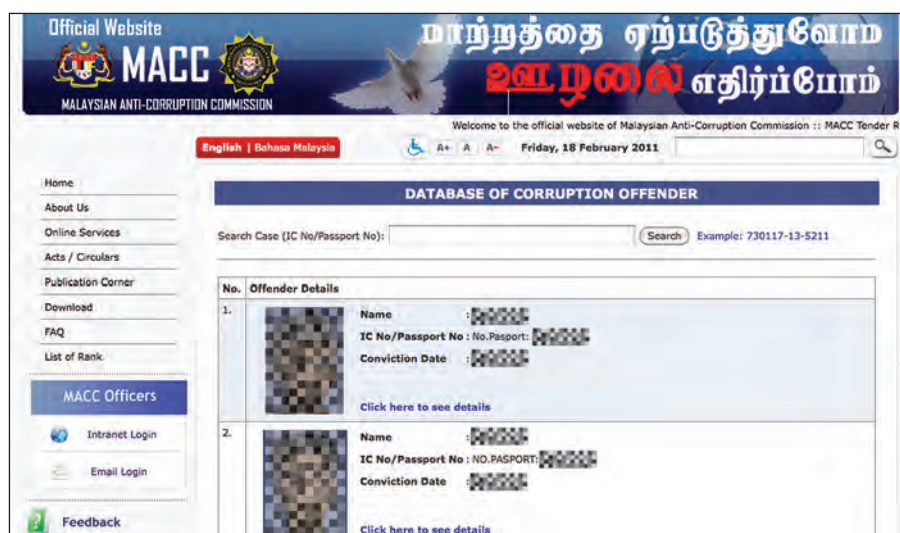 Official Website
MACC
MALAYSIAN ANTI-CORRUPTION COMMISSION
மாற்றத்தை ஏற்படுத்துவோம்
ஊழலை எதிர்ப்போம்
Welcome to the official website of Malaysian Anti-Corruption Commission :: MACC Tender R
English | Bahasa Malaysia
A+ A A- Friday, 18 February 2011
Home
About Us
Online Services
Acts / Circulars
Publication Corner
Download
FAQ
List of Rank
MACC Officers
Intranet Login
Email Login
Feedback
DATABASE OF CORRUPTION OFFENDER
Search Case (IC No/Passport No): Search Example: 730117-13-5211
No. Offender Details
1. Name :
IC No/Passport No : No.Pasport:
Conviction Date :
Click here to see details
2. Name :
IC No/Passport No : NO.PASPORT:
Conviction Date :
Click here to see details